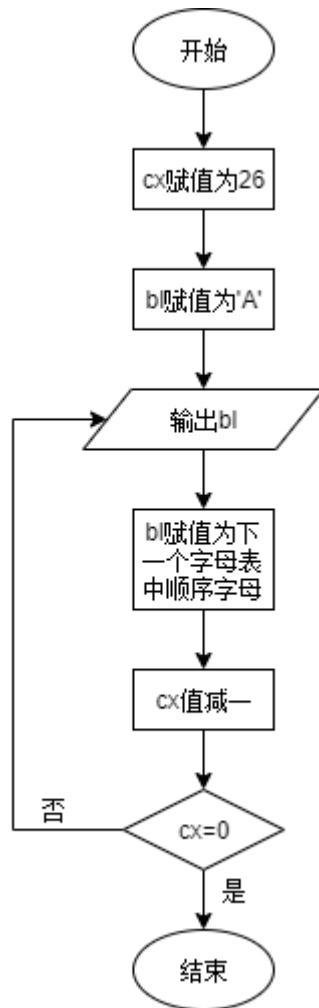 开始
cx赋值为26
bl赋值为'A'
输出bl
bl赋值为下
一个字母表
中顺序字母
cx值减一
否
cx=0
是
结束